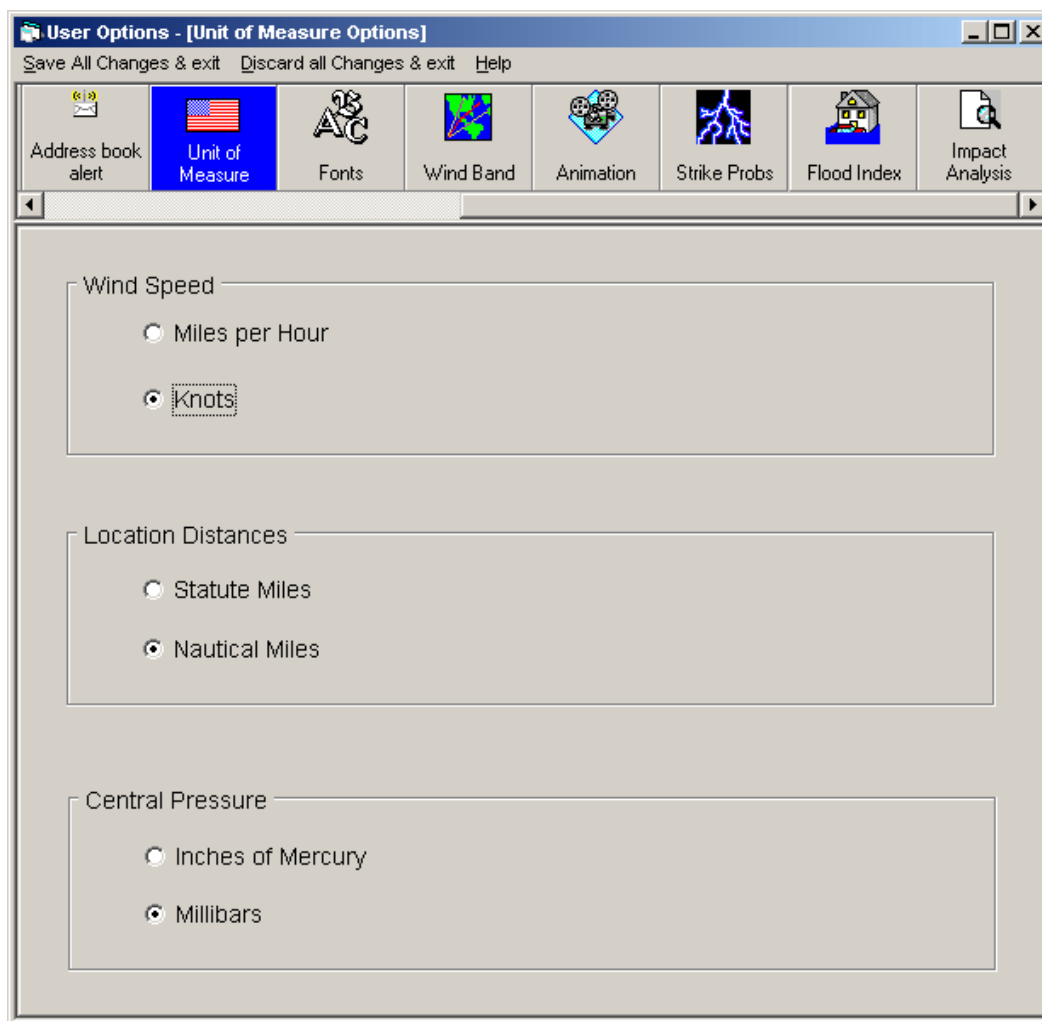 User Options - [Unit of Measure Options]
Save All Changes & exit Discard all Changes & exit Help
Address book alert
Unit of Measure
Fonts
Wind Band
Animation
Strike Probs
Flood Index
Impact Analysis
Wind Speed
Miles per Hour
Knots
Location Distances
Statute Miles
Nautical Miles
Central Pressure
Inches of Mercury
Millibars